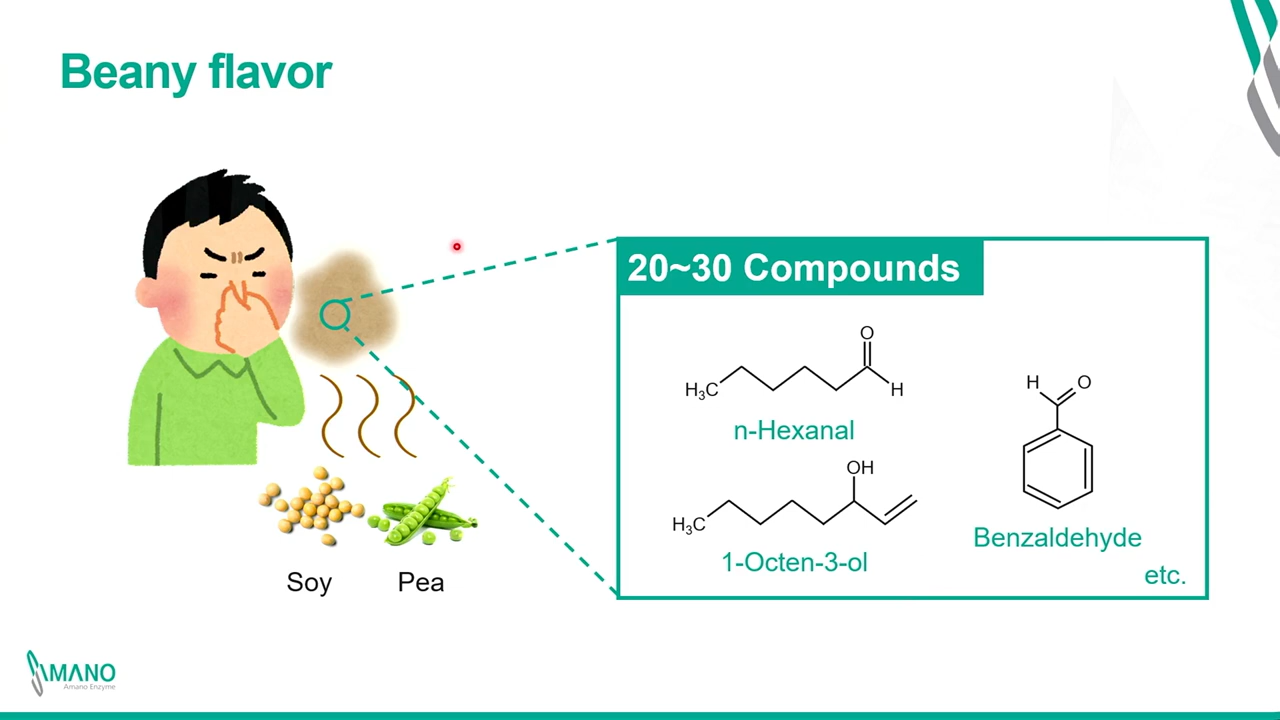 Beany flavor
20~30 Compounds
O
H₃C
H
n-Hexanal
OH
H₃C
1-Octen-3-ol
H
O
Benzaldehyde
etc.
Soy
Pea
AMANO
Amano Enzyme